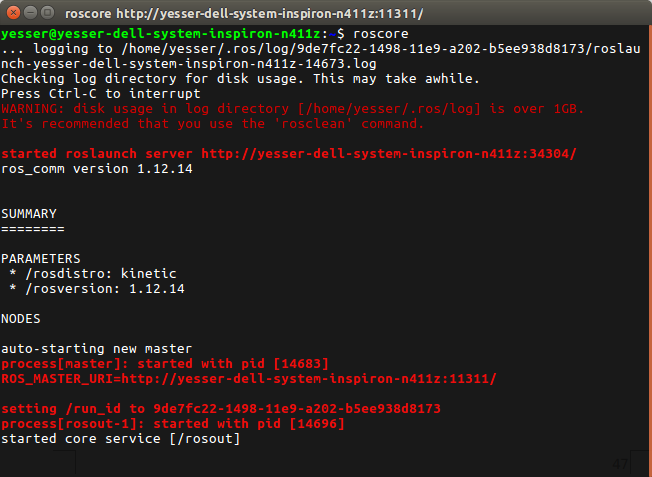 roscore http://yesser-dell-system-inspiron-n411z:11311/
yesser@yesser-dell-system-inspiron-n411z:~$ roscore
... logging to /home/yesser/.ros/log/9de7fc22-1498-11e9-a202-b5ee938d8173/roslau
nch-yesser-dell-system-inspiron-n411z-14673.log
Checking log directory for disk usage. This may take awhile.
Press Ctrl-C to interrupt
WARNING: disk usage in log directory [/home/yesser/.ros/log] is over 1GB.
It's recommended that you use the 'rosclean' command.
started roslaunch server http://yesser-dell-system-inspiron-n411z:34304/
ros_comm version 1.12.14
SUMMARY
========
PARAMETERS
* /rosdistro: kinetic
* /rosversion: 1.12.14
NODES
auto-starting new master
process[master]: started with pid [14683]
ROS_MASTER_URI=http://yesser-dell-system-inspiron-n411z:11311/
setting /run_id to 9de7fc22-1498-11e9-a202-b5ee938d8173
process[rosout-1]: started with pid [14696]
started core service [/rosout]
47